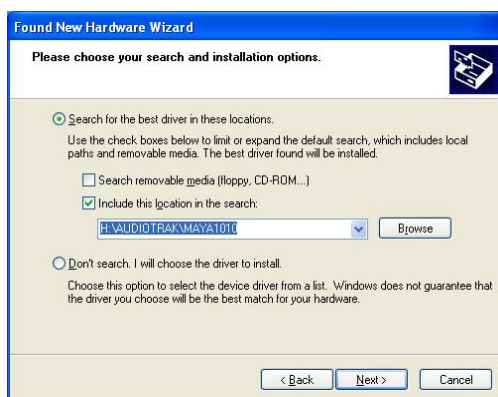 Found New Hardware Wizard
Please choose your search and installation options.
Search for the best driver in these locations.
Use the check boxes below to limit or expand the default search, which includes local
paths and removable media. The best driver found will be installed.
Search removable media (floppy, CD-ROM...)
Include this location in the search:
H:\AUDIOTRAK\MAYA1010
Browse
Don't search. I will choose the driver to install.
Choose this option to select the device driver from a list. Windows does not guarantee that
the driver you choose will be the best match for your hardware.
< Back Next > Cancel